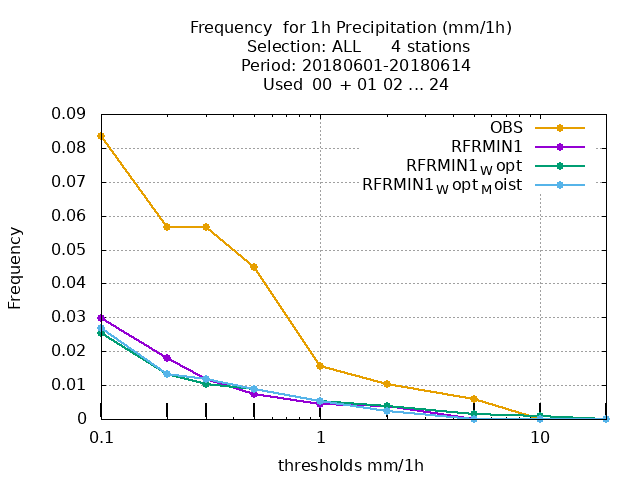 Frequency  for 1h Precipitation (mm/1h)
Selection: ALL      4 stations
Period: 20180601-20180614
Used  00  + 01 02 ... 24
0.09
0.08
0.07
0.06
0.05
0.04
0.03
0.02
0.01
0
Frequency
OBS
RFRMIN1
RFRMIN1Wopt
RFRMIN1WoptMoist
0.1
1
10
thresholds mm/1h